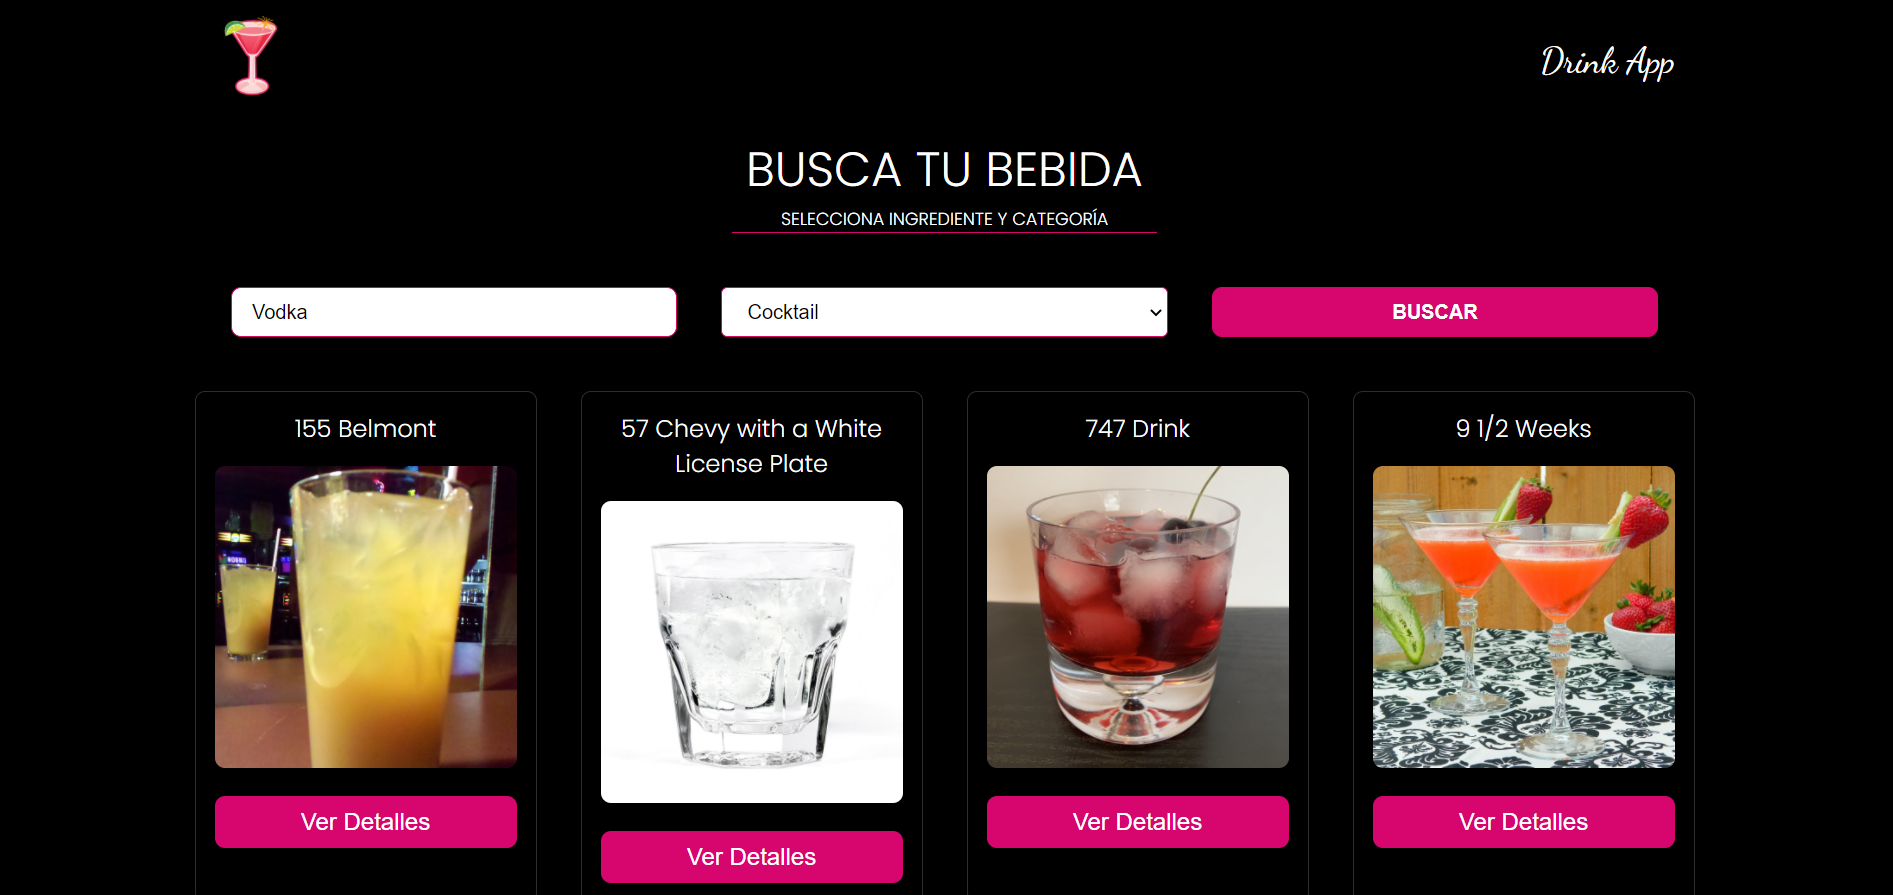 Drink App
BUSCA TU BEBIDA
SELECCIONA INGREDIENTE Y CATEGORÍA
Vodka
Cocktail
BUSCAR
155 Belmont
57 Chevy with a White
License Plate
747 Drink
9 1/2 Weeks
Ver Detalles
Ver Detalles
Ver Detalles
Ver Detalles